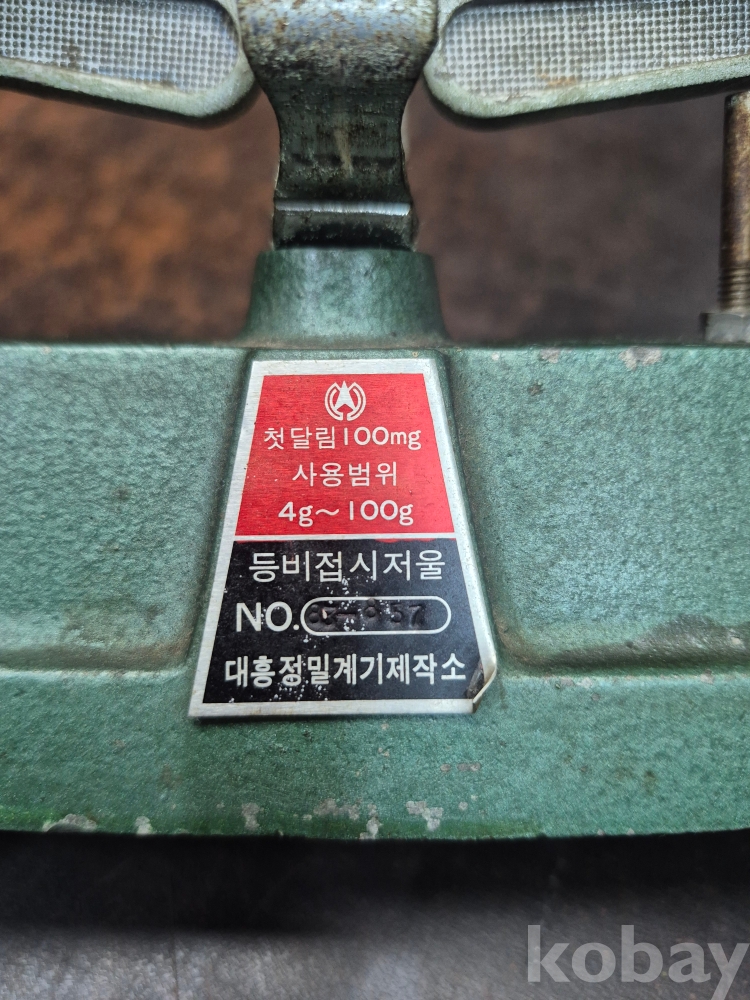 첫달림100mg
사용범위
4g~100g
등비접시저울
NO.
대흥정밀계기제작소
kobay